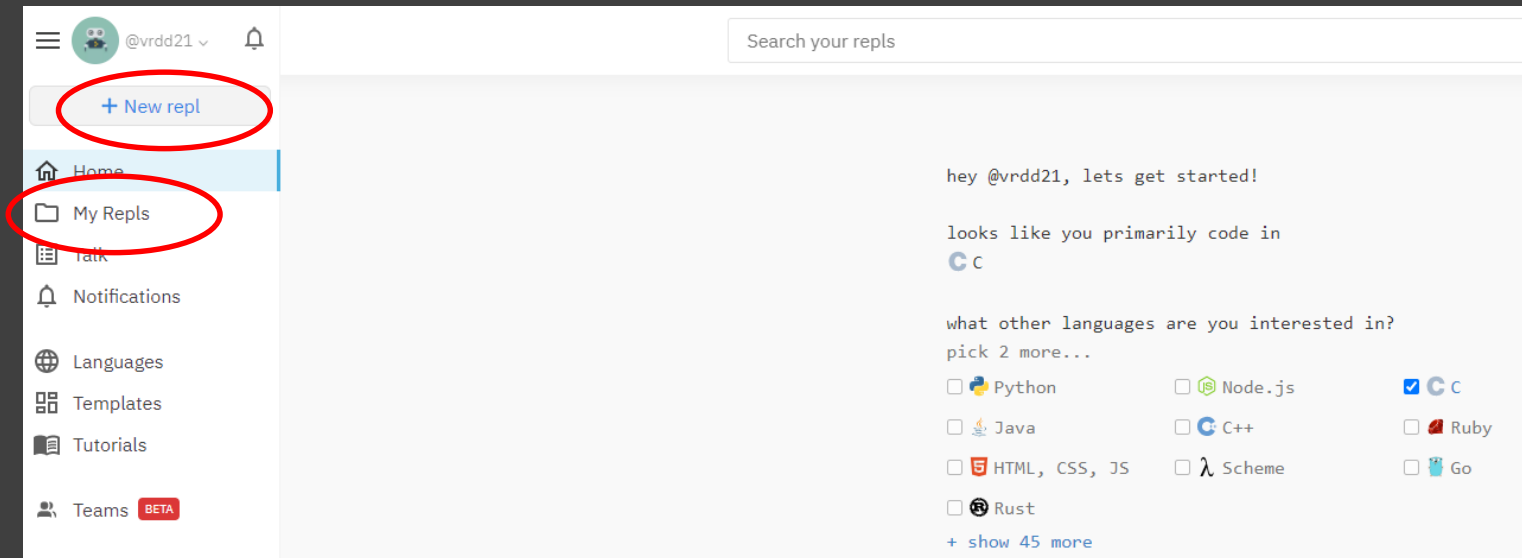 @vrdd21
Search your repls
+ New repl
Home
My Repls
Talk
Notifications
Languages
Templates
Tutorials
Teams BETA
hey @vrdd21, lets get started!
looks like you primarily code in
C C
what other languages are you interested in?
pick 2 more...
Python Node.js C C
Java C++ Ruby
5 HTML, CSS, JS λ Scheme Go
R Rust
+ show 45 more